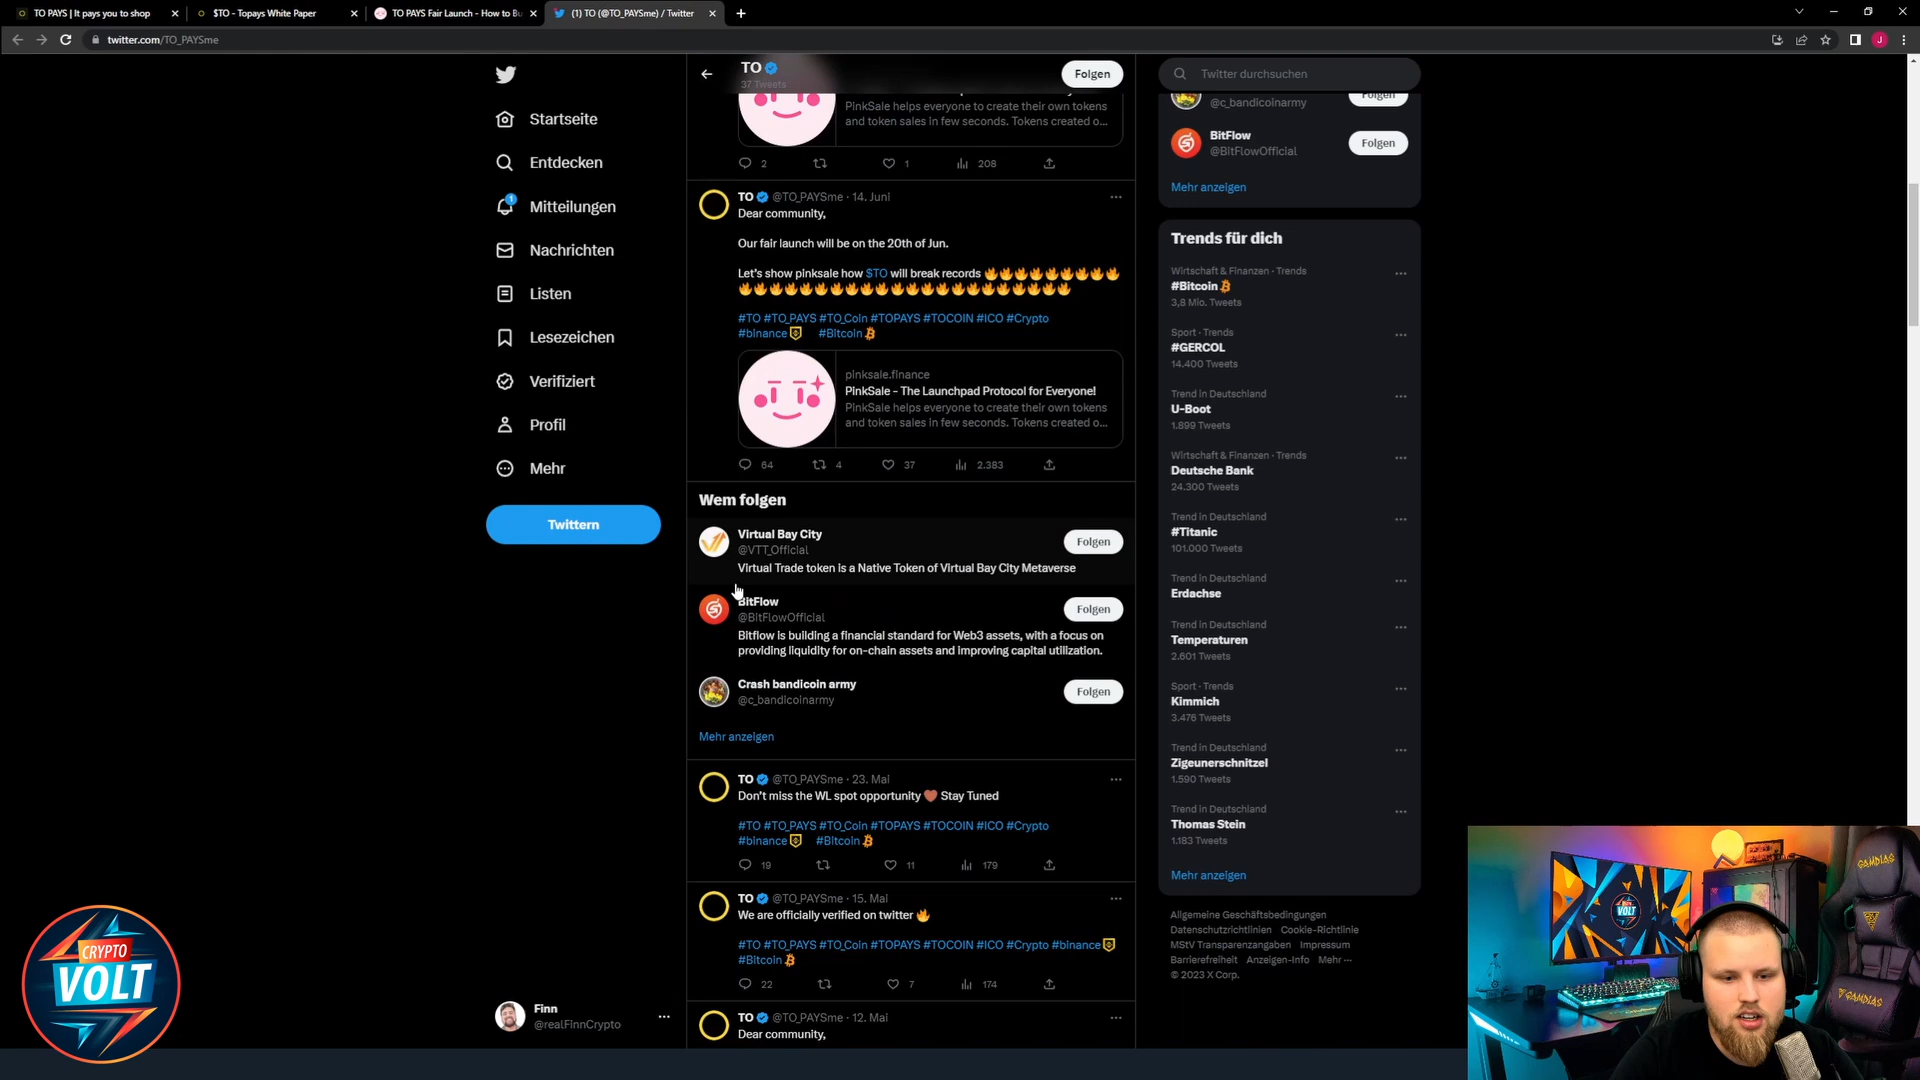 TO PAYS | It pays you to shop
$TO - Topays White Paper
TO PAYS Fair Launch - How to Bu
(1) TO (@TO_PAYSme) / Twitter
twitter.com/TO_PAYSme
Startseite
Entdecken
1
Mitteilungen
Nachrichten
Listen
Lesezeichen
Verifiziert
Profil
Mehr
Twittern
Finn
@realFinnCrypto
CRYPTO
VOLT
TO
37 Tweets
Folgen
PinkSale helps everyone to create their own tokens
and token sales in few seconds. Tokens created o...
2
1
208
TO @TO_PAYSme · 14. Juni
Dear community,
Our fair launch will be on the 20th of Jun.
Let's show pinksale how $TO will break records 🔥🔥🔥🔥🔥🔥🔥🔥🔥
🔥🔥🔥🔥🔥🔥🔥🔥🔥🔥🔥🔥🔥🔥🔥🔥🔥🔥🔥🔥🔥🔥
#TO #TO_PAYS #TO_Coin #TOPAYS #TOCOIN #ICO #Crypto
#binance #Bitcoin
pinksale.finance
PinkSale - The Launchpad Protocol for Everyone!
PinkSale helps everyone to create their own tokens
and token sales in few seconds. Tokens created o...
64
4
37
2.383
Wem folgen
Virtual Bay City
@VTT_Official
Folgen
Virtual Trade token is a Native Token of Virtual Bay City Metaverse
BitFlow
@BitFlowOfficial
Folgen
Bitflow is building a financial standard for Web3 assets, with a focus on
providing liquidity for on-chain assets and improving capital utilization.
Crash bandicoin army
@c_bandicoinarmy
Folgen
Mehr anzeigen
TO @TO_PAYSme · 23. Mai
Don't miss the WL spot opportunity 🤎 Stay Tuned
#TO #TO_PAYS #TO_Coin #TOPAYS #TOCOIN #ICO #Crypto
#binance #Bitcoin
19
11
179
TO @TO_PAYSme · 15. Mai
We are officially verified on twitter 🔥
#TO #TO_PAYS #TO_Coin #TOPAYS #TOCOIN #ICO #Crypto #binance
#Bitcoin
22
7
174
TO @TO_PAYSme · 12. Mai
Dear community,
Twitter durchsuchen
@c_bandicoinarmy
Folgen
BitFlow
@BitFlowOfficial
Folgen
Mehr anzeigen
Trends für dich
Wirtschaft & Finanzen · Trends
#Bitcoin
3,8 Mio. Tweets
Sport · Trends
#GERCOL
14.400 Tweets
Trend in Deutschland
U-Boot
1.899 Tweets
Wirtschaft & Finanzen · Trends
Deutsche Bank
24.300 Tweets
Trend in Deutschland
#Titanic
101.000 Tweets
Trend in Deutschland
Erdachse
Trend in Deutschland
Temperaturen
2.601 Tweets
Sport · Trends
Kimmich
3.476 Tweets
Trend in Deutschland
Zigeunerschnitzel
1.590 Tweets
Trend in Deutschland
Thomas Stein
1.183 Tweets
Mehr anzeigen
Allgemeine Geschäftsbedingungen
Datenschutzrichtlinien Cookie-Richtlinie
MStV Transparenzangaben Impressum
Barrierefreiheit Anzeigen-Info Mehr ···
© 2023 X Corp.
J
VOLT
GAMDIAS
GAMDIAS